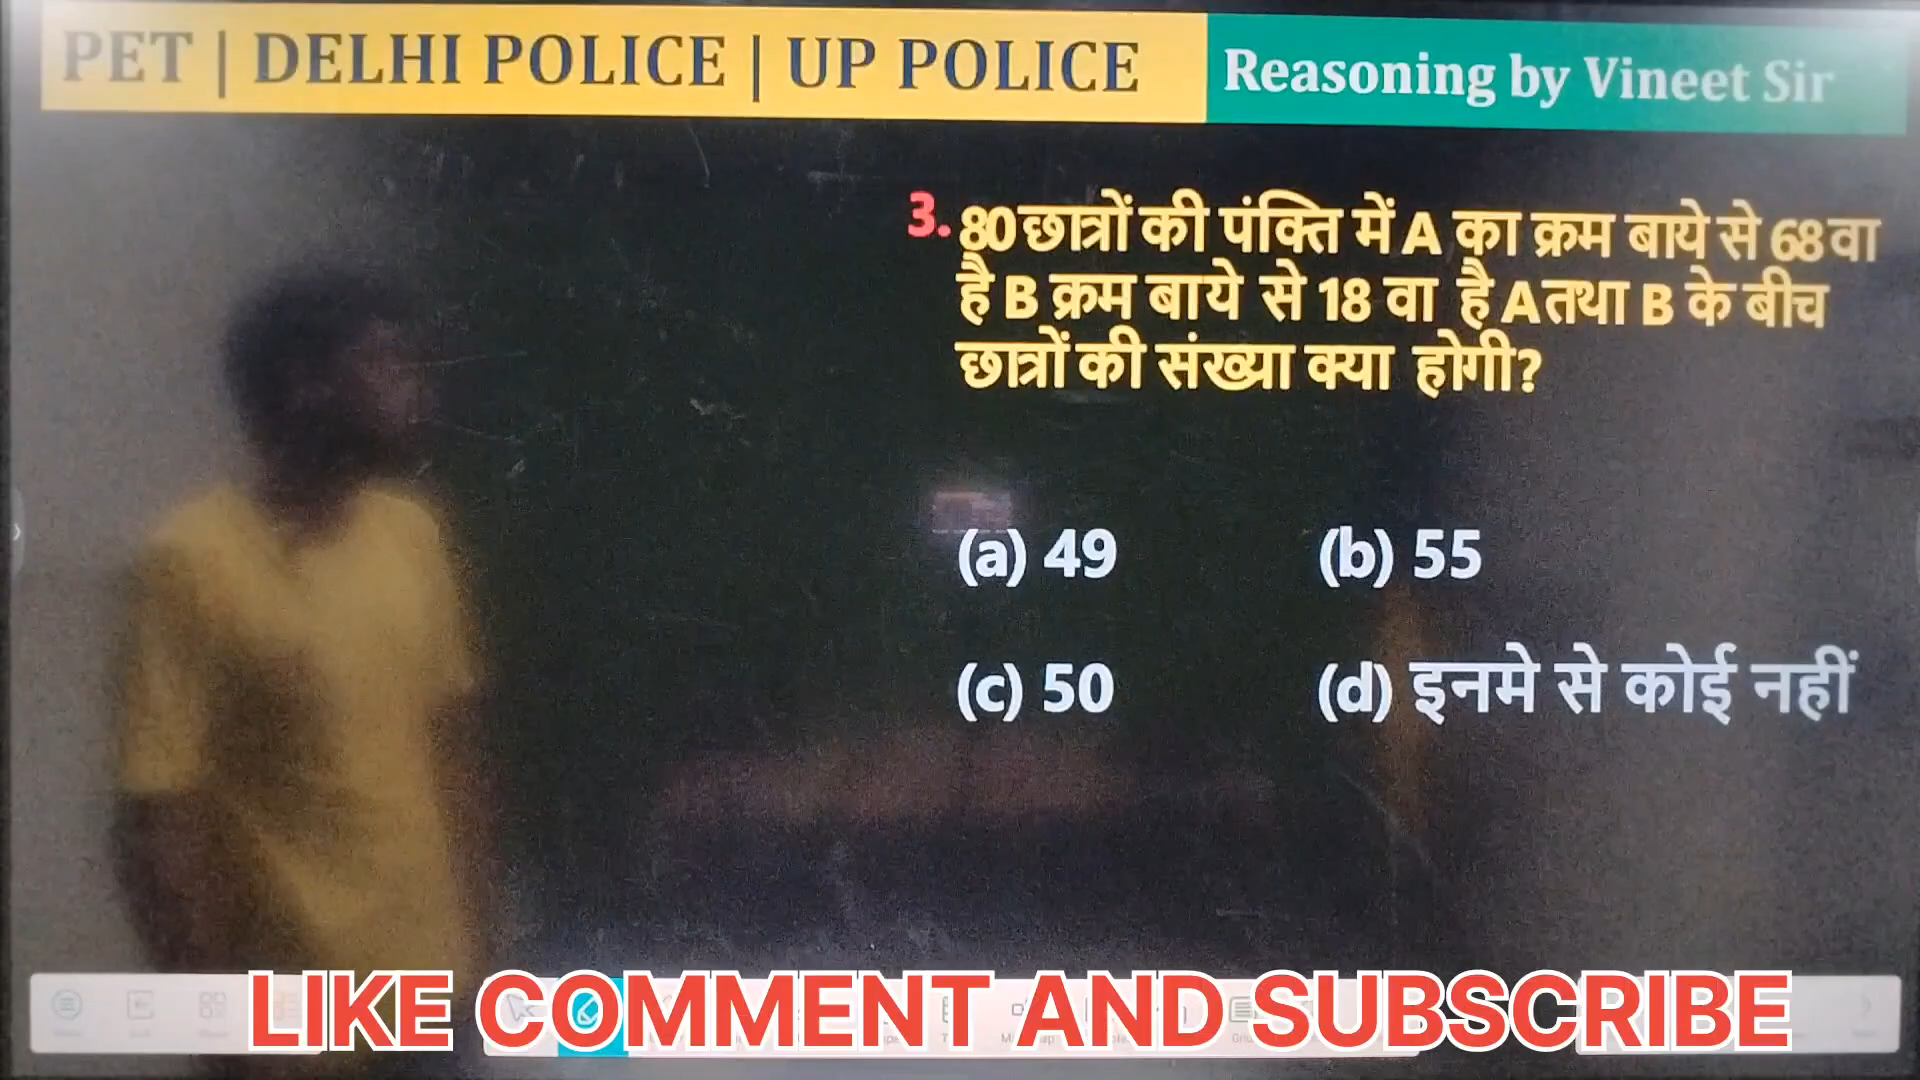 PET | DELHI POLICE | UP POLICE
Reasoning by Vineet Sir
3. 80 छात्रों की पंक्ति में A का क्रम बाये से 68 वा
है B क्रम बाये से 18 वा है A तथा B के बीच
छात्रों की संख्या क्या होगी?
(a) 49 (b) 55
(c) 50 (d) इनमे से कोई नहीं
LIKE COMMENT AND SUBSCRIBE